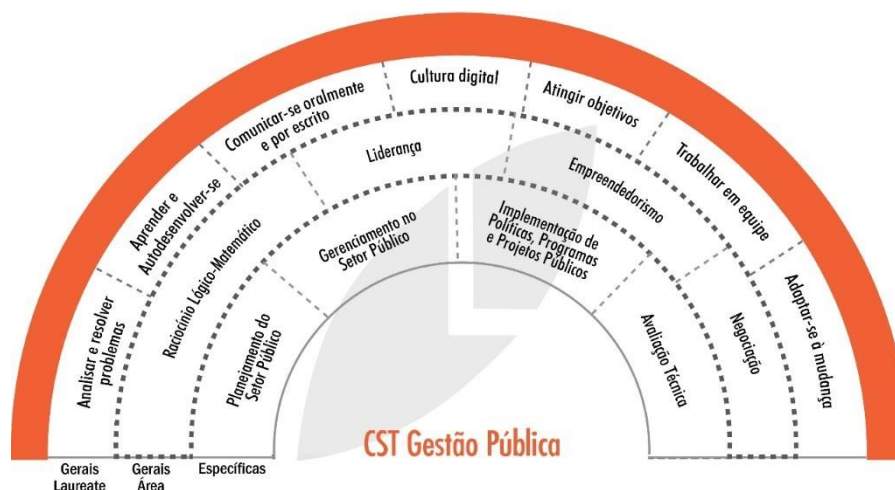 Analisar e resolver
problemas
Aprender e
Autodesenvolver-se
Comunicar-se oralmente
e por escrito
Cultura digital
Atingir objetivos
Trabalhar em equipe
Adaptar-se à mudança
Raciocínio Lógico-Matemático
Liderança
Empreendedorismo
Negociação
Planejamento do
Setor Público
Gerenciamento no
Setor Público
Implementação de
Políticas, Programas
e Projetos Públicos
Avaliação Técnica
CST Gestão Pública
Gerais
Laureate
Gerais
Área
Específicas